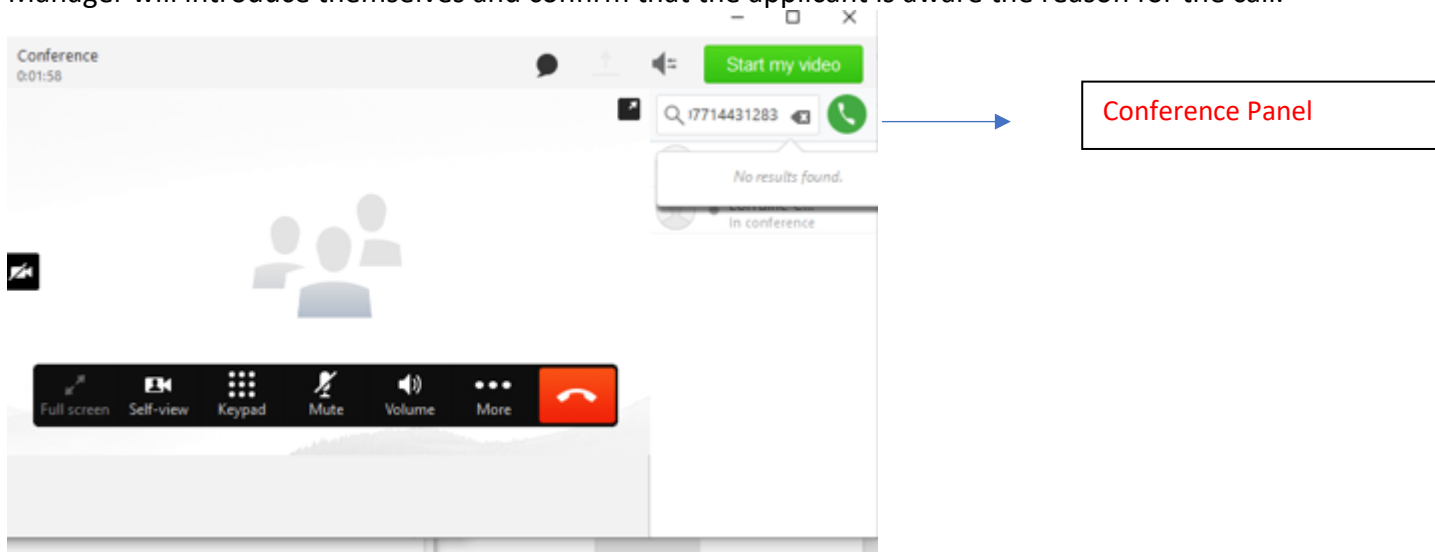 Manager will introduce themselves and confirm that the applicant is aware the reason for the call.
Conference
0:01:58
Start my video
7714431283
Conference Panel
No results found.
Lorraine C...
In conference
Full screen
Self-view
Keypad
Mute
Volume
More